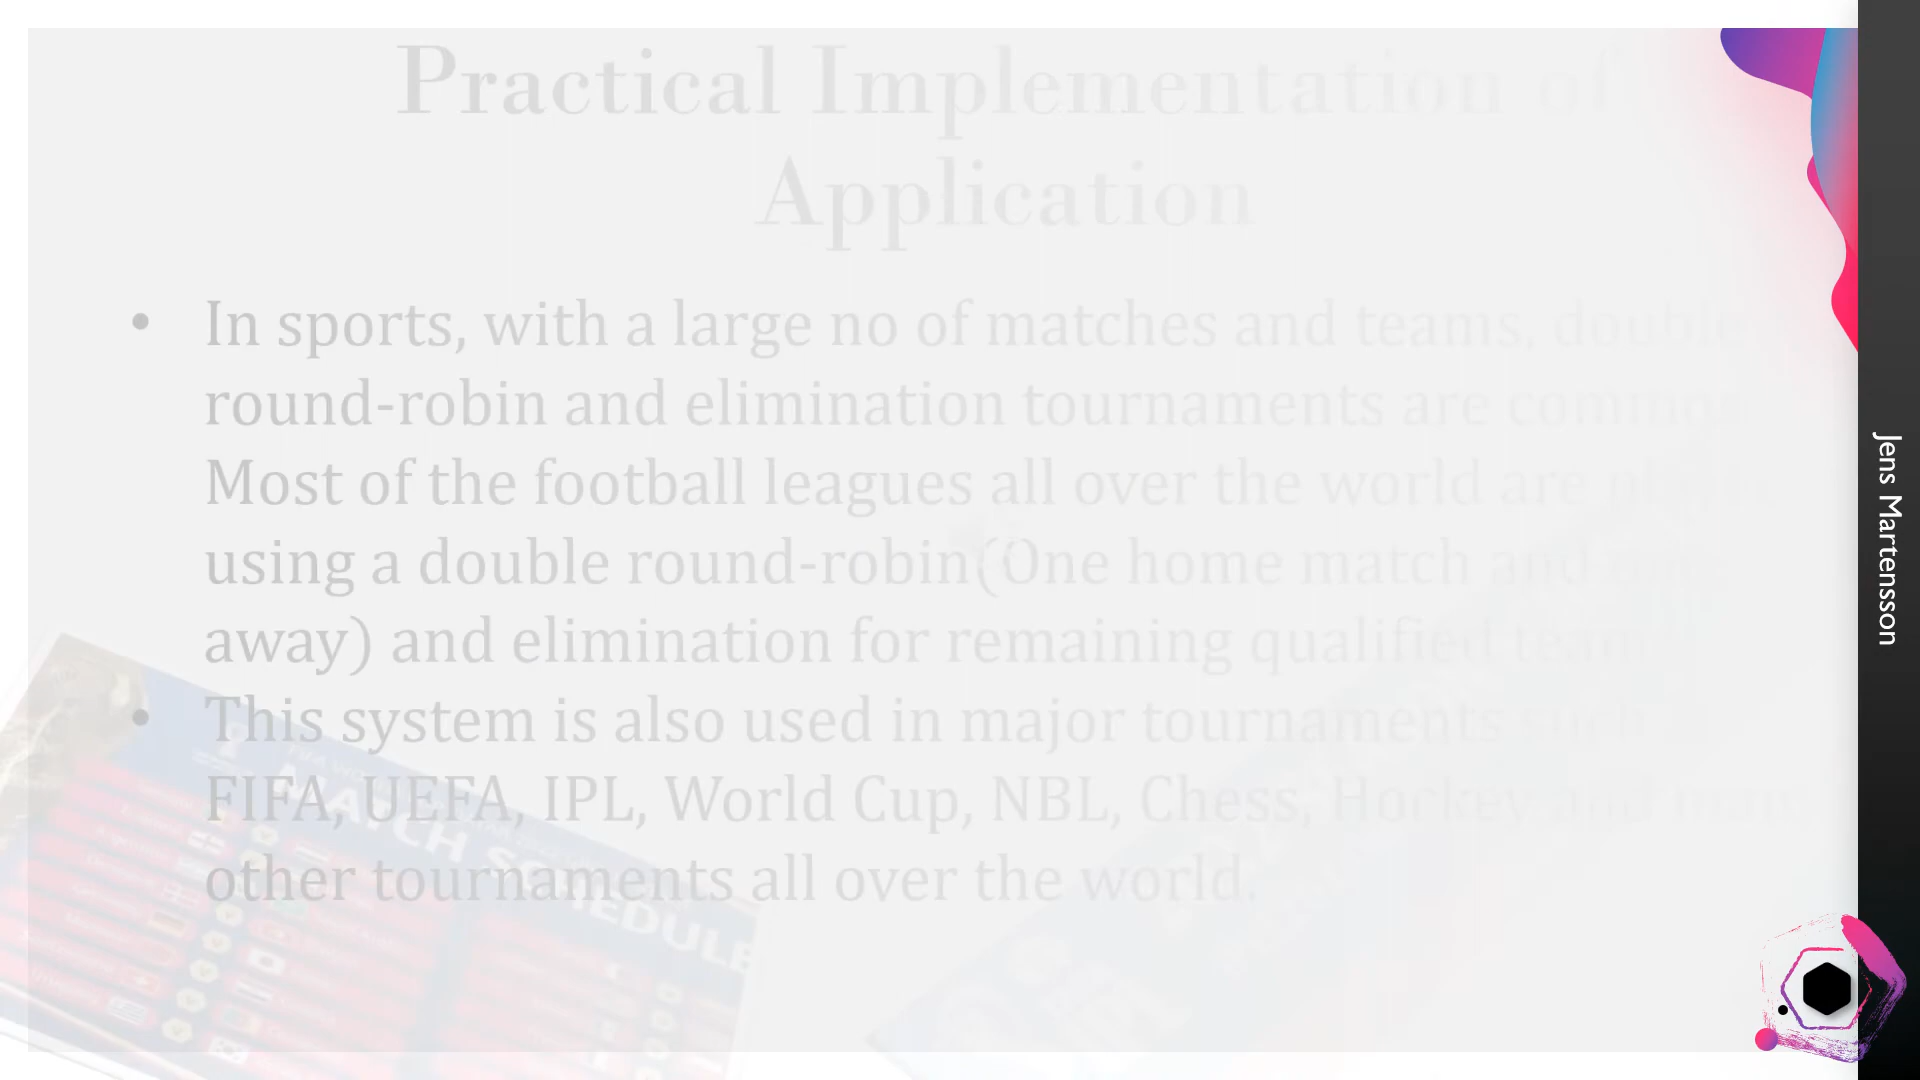 Practical Implementation of
Application
• In sports, with a large no of matches and teams, double
round-robin and elimination tournaments are common.
Most of the football leagues all over the world are
using a double round-robin(One home match and
away) and elimination for remaining qualified team
• This system is also used in major tournaments such
FIFA, UEFA, IPL, World Cup, NBL, Chess, Hockey and many
other tournaments all over the world.
MATCH SCHEDULE
Jens Martensson